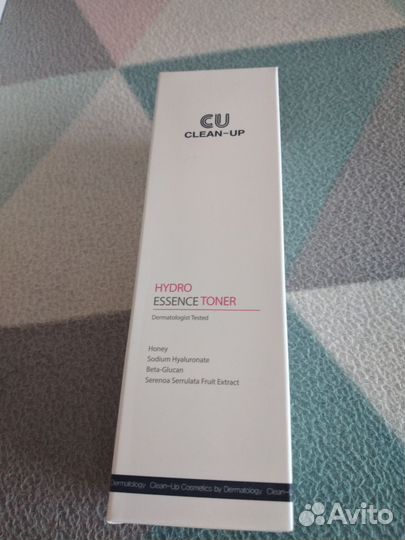 CU
CLEAN-UP
HYDRO
ESSENCE TONER
Dermatologist Tested
Honey
Sodium Hyaluronate
Beta-Glucan
Serenoa Serrulata Fruit Extract
Dermatology Clean-Up Cosmetics by Dermatology Clean-U
Avito